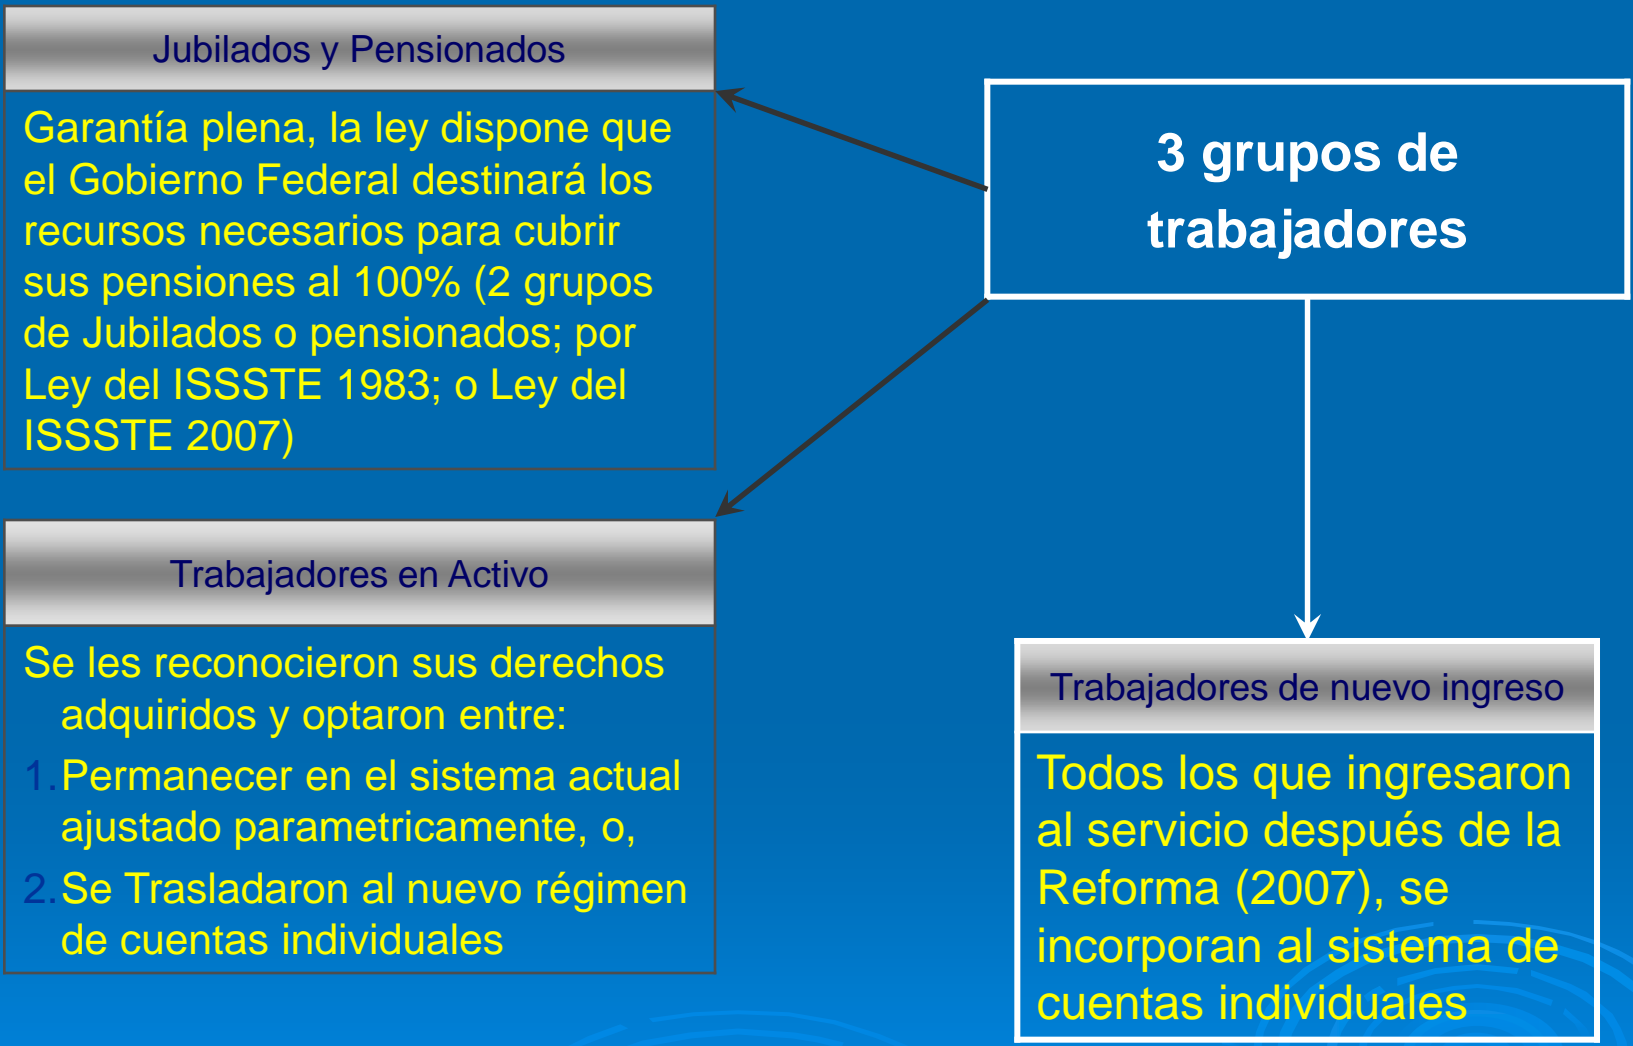 Jubilados y Pensionados
Garantía plena, la ley dispone que
el Gobierno Federal destinará los
recursos necesarios para cubrir
sus pensiones al 100% (2 grupos
de Jubilados o pensionados; por
Ley del ISSSTE 1983; o Ley del
ISSSTE 2007)
3 grupos de
trabajadores
Trabajadores en Activo
Se les reconocieron sus derechos
adquiridos y optaron entre:
1. Permanecer en el sistema actual
ajustado parametricamente, o,
2. Se Trasladaron al nuevo régimen
de cuentas individuales
Trabajadores de nuevo ingreso
Todos los que ingresaron
al servicio después de la
Reforma (2007), se
incorporan al sistema de
cuentas individuales